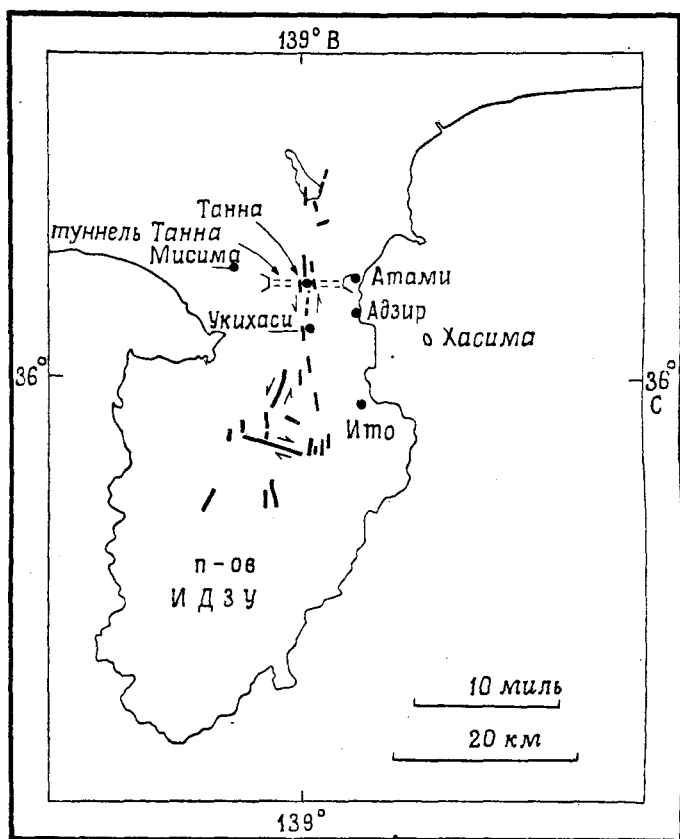 139° В
Танна
туннель Танна
Мисима
Атами
Укихаси
Адзир
о Хасима
36°
36°
С
Ито
п-ов
ИДЗУ
10 миль
20 км
139°